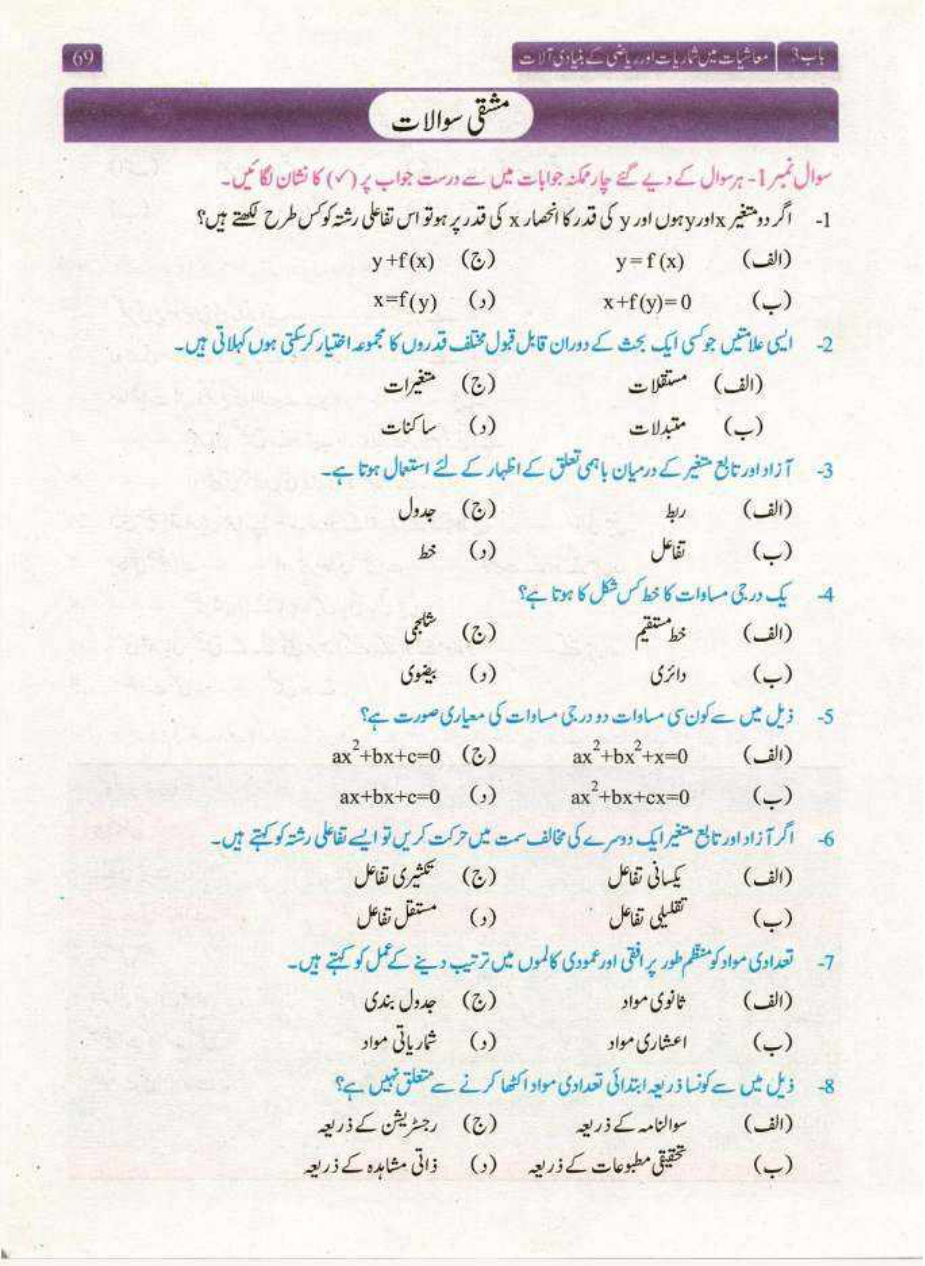 باب 3 معاشیات میں شماریات اور ریاضی کے بنیادی آلات 69
مشقی سوالات
سوال نمبر 1- ہر سوال کے دیے گئے چار ممکنہ جوابات میں سے درست جواب پر (✓) کا نشان لگائیں۔
1- اگر دو متغیر x اور y ہوں اور y کی قدر کا انحصار x کی قدر پر ہو تو اس تفاعلی رشتہ کو کس طرح لکھتے ہیں؟
(الف) y = f (x) (ج) y +f (x)
(ب) x+f (y)= 0 (د) x=f(y)
2- ایسی علامتیں جو کسی ایک بحث کے دوران قابل قبول مختلف قدروں کا مجموعہ اختیار کر سکتی ہوں کہلاتی ہیں۔
(الف) مستقلات (ج) متغیرات
(ب) متبدلات (د) ساکنات
3- آزاد اور تابع متغیر کے درمیان باہمی تعلق کے اظہار کے لئے استعمال ہوتا ہے۔
(الف) ربط (ج) جدول
(ب) تفاعل (د) خط
4- یک درجی مساوات کا خط کس شکل کا ہوتا ہے؟
(الف) خط مستقیم (ج) شلجمی
(ب) دائری (د) بیضوی
5- ذیل میں سے کون سی مساوات دو درجی مساوات کی معیاری صورت ہے؟
(الف) ax²+bx²+x=0 (ج) ax²+bx+c=0
(ب) ax²+bx+cx=0 (د) ax+bx+c=0
6- اگر آزاد اور تابع متغیر ایک دوسرے کی مخالف سمت میں حرکت کریں تو ایسے تفاعلی رشتہ کو کہتے ہیں۔
(الف) یکسانی تفاعل (ج) تکثیری تفاعل
(ب) تقلیلی تفاعل (د) مستقل تفاعل
7- تعدادی مواد کو منظم طور پر افقی اور عمودی کالموں میں ترتیب دینے کے عمل کو کہتے ہیں۔
(الف) ثانوی مواد (ج) جدول بندی
(ب) اعشاری مواد (د) شماریاتی مواد
8- ذیل میں سے کونسا ذریعہ ابتدائی تعدادی مواد اکٹھا کرنے سے متعلق نہیں ہے؟
(الف) سوالنامہ کے ذریعہ (ج) رجسٹریشن کے ذریعہ
(ب) تحقیقی مطبوعات کے ذریعہ (د) ذاتی مشاہدہ کے ذریعہ